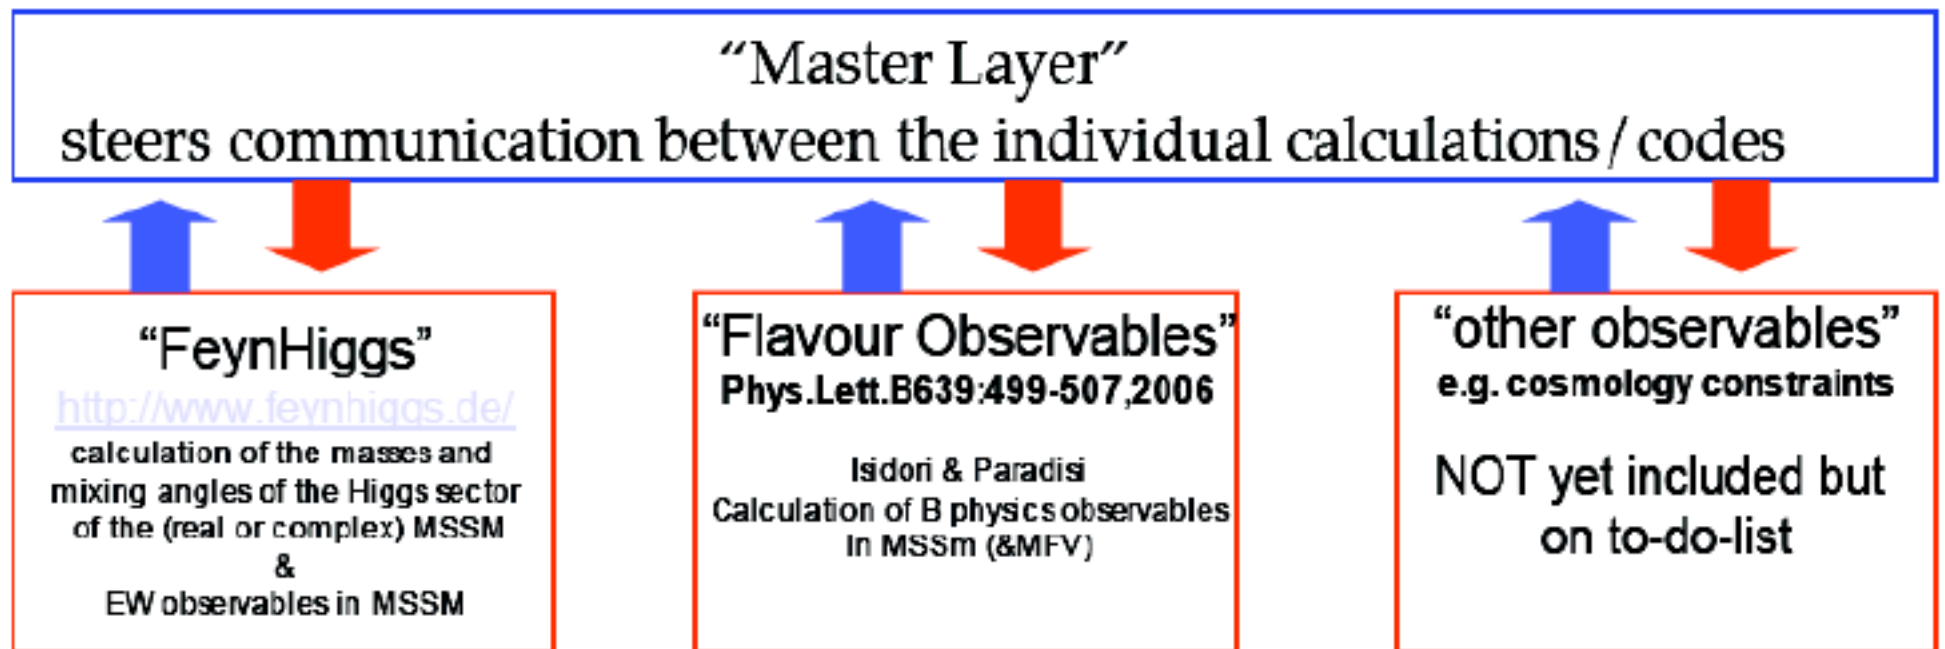 “Master Layer”
steers communication between the individual calculations/codes
“FeynHiggs”
http://www.feynhiggs.de/
calculation of the masses and
mixing angles of the Higgs sector
of the (real or complex) MSSM
&
EW observables in MSSM
“Flavour Observables”
Phys.Lett.B639:499-507,2006
Isidori & Paradisi
Calculation of B physics observables
In MSSm (&MFV)
“other observables”
e.g. cosmology constraints
NOT yet included but
on to-do-list